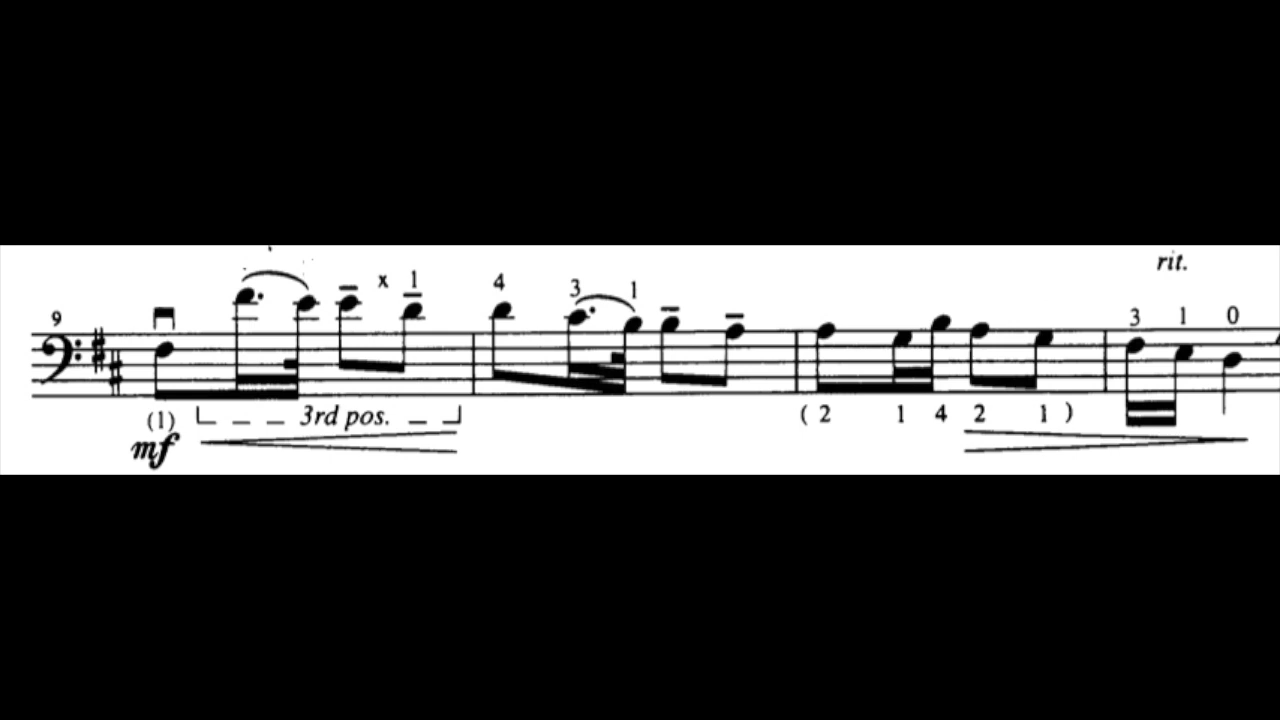 rit.
9 x 1 4 3 1 3 1 0
(1) 3rd pos. (2 1 4 2 1)
mf